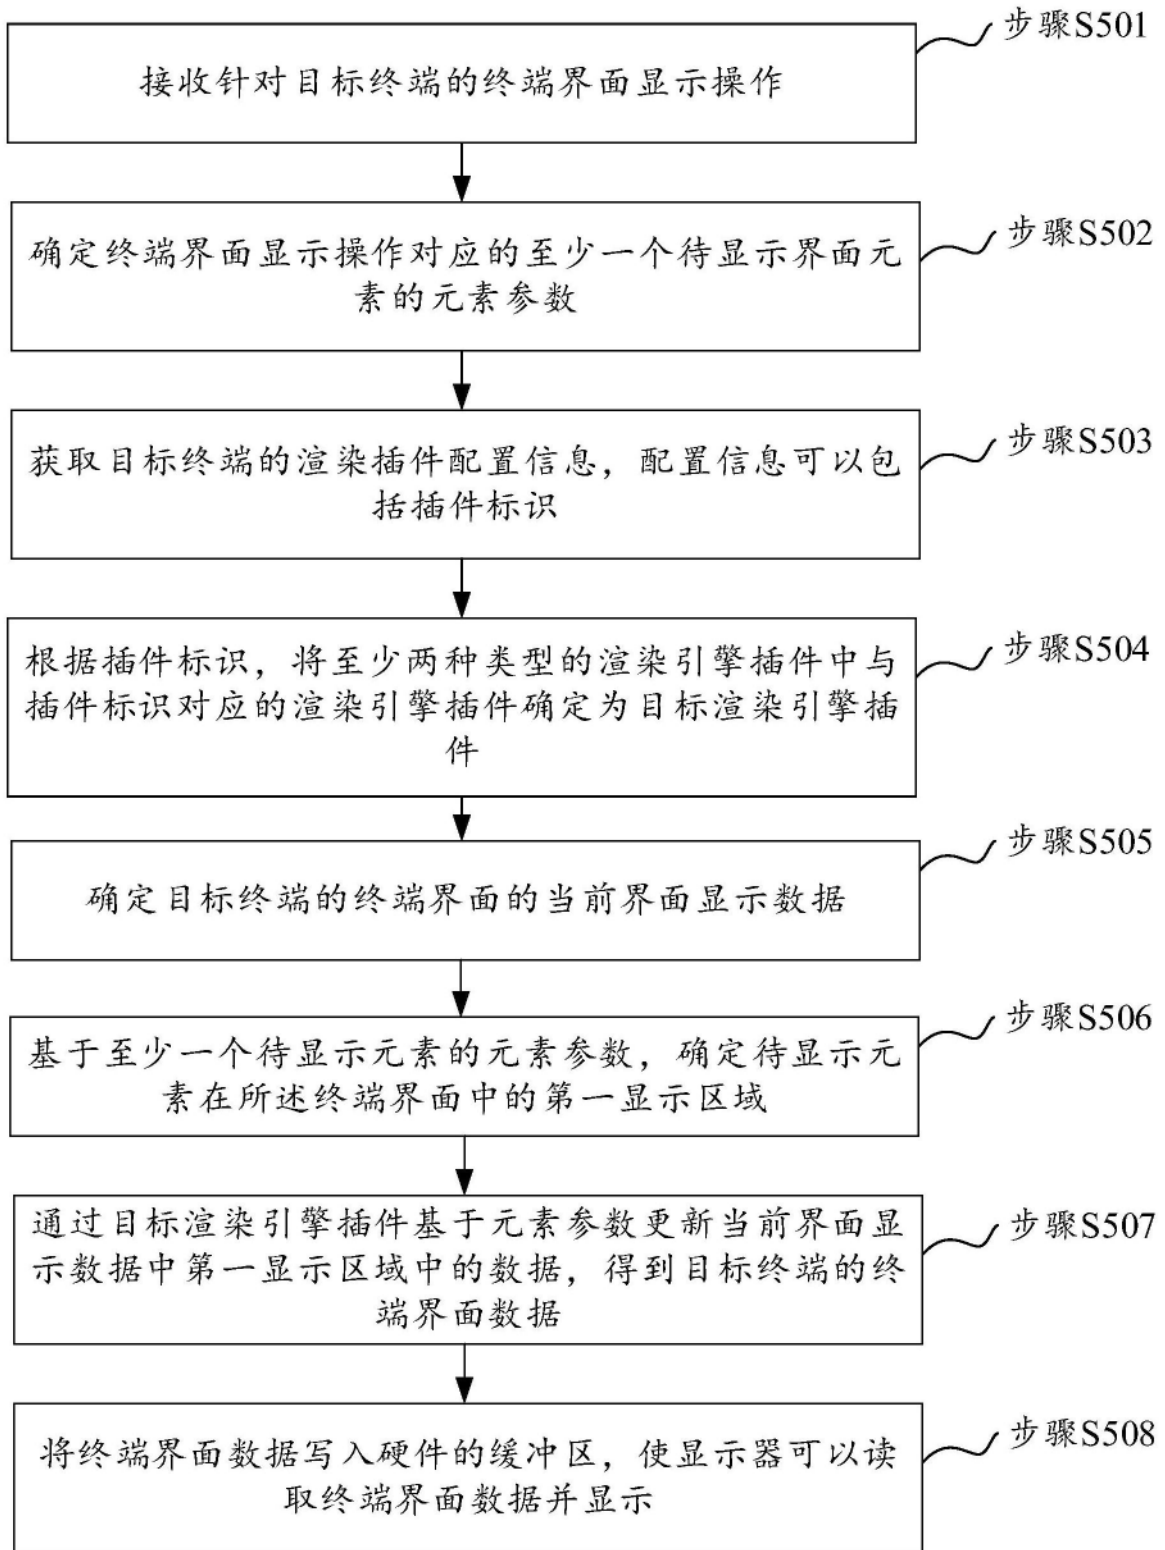 步骤S501
接收针对目标终端的终端界面显示操作
步骤S502
确定终端界面显示操作对应的至少一个待显示界面元
素的元素参数
步骤S503
获取目标终端的渲染插件配置信息，配置信息可以包
括插件标识
步骤S504
根据插件标识，将至少两种类型的渲染引擎插件中与
插件标识对应的渲染引擎插件确定为目标渲染引擎插
件
步骤S505
确定目标终端的终端界面的当前界面显示数据
步骤S506
基于至少一个待显示元素的元素参数，确定待显示元
素在所述终端界面中的第一显示区域
步骤S507
通过目标渲染引擎插件基于元素参数更新当前界面显
示数据中第一显示区域中的数据，得到目标终端的终
端界面数据
步骤S508
将终端界面数据写入硬件的缓冲区，使显示器可以读
取终端界面数据并显示